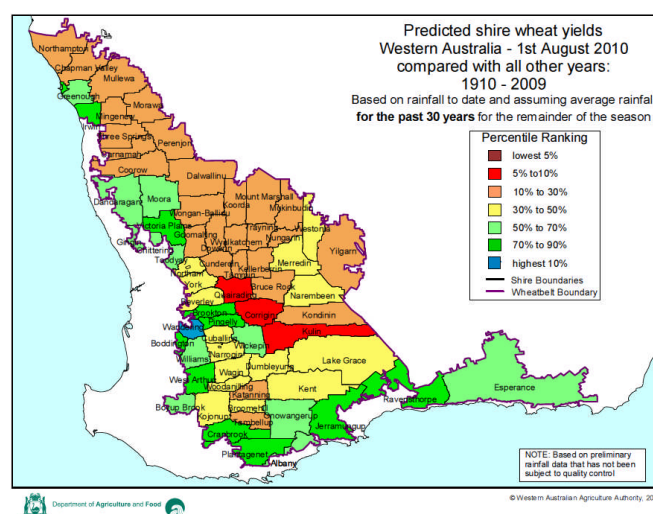 Predicted shire wheat yields
Western Australia - 1st August 2010
compared with all other years:
1910 - 2009
Based on rainfall to date and assuming average rainfall
for the past 30 years for the remainder of the season
Percentile Ranking
lowest 5%
5% to10%
10% to 30%
30% to 50%
50% to 70%
70% to 90%
highest 10%
Shire Boundaries
Wheatbelt Boundary
Northampton
Chapman Valley
Mullewa
Greenough
Morawa
Mingenew
Irwin
Three Springs
Perenjori
Carnamah
Coorow
Dalwallinu
Mount Marshall
Moora
Koorda
Mukinbudin
Dandaragan
Wongan-Ballidu
Westonia
Victoria Plains
Trayning
Goomalling
Nungarin
Wyalkatchem
Yilgarn
Gingin
Chittering
Dowerin
Toodyay
Merredin
Cunderdin
Kellerberrin
Northam
Tammin
York
Bruce Rock
Quairading
Narembeen
Beverley
Brookton
Corrigin
Kondinin
Pingelly
Wandering
Kulin
Boddington
Cuballing
Wickepin
Narrogin
Lake Grace
Williams
Dumbleyung
Wagin
West Arthur
Woodanilling
Kent
Esperance
Katanning
Ravensthorpe
Boyup Brook
Broomehill
Kojonup
Gnowangerup
Tambellup
Jerramungup
Cranbrook
Plantagenet
Albany
NOTE: Based on preliminary
rainfall data that has not been
subject to quality control
Department of Agriculture and Food
© Western Australian Agriculture Authority, 20